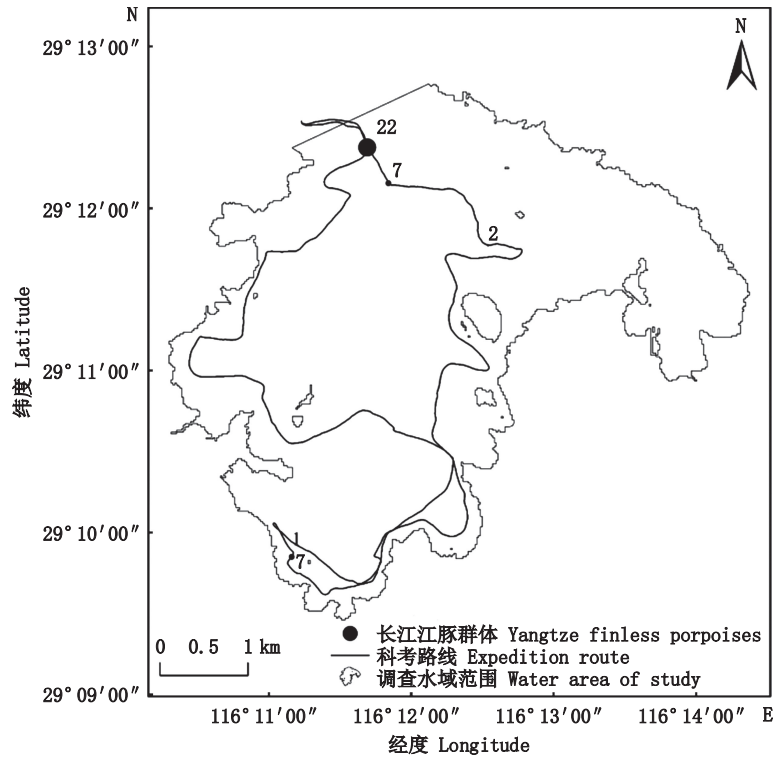 N
29° 13′00″
N
22
7
29° 12′00″
2
29° 11′00″
纬度 Latitude
29° 10′00″
1
7
长江江豚群体 Yangtze finless porpoises
0 0.5 1 km
科考路线 Expedition route
调查水域范围 Water area of study
29° 09′00″
116° 11′00″ 116° 12′00″ 116° 13′00″ 116° 14′00″ E
经度 Longitude